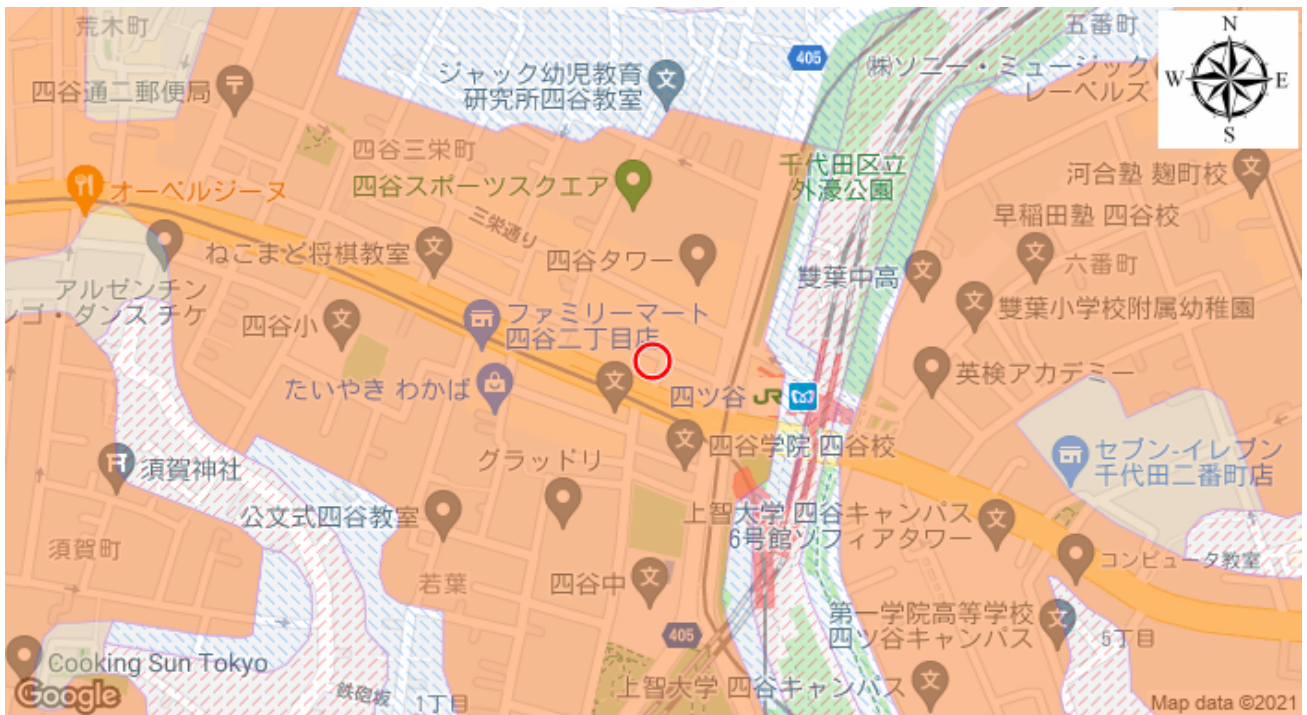 荒木町
四谷通二郵便局
ジャック幼児教育
研究所四谷教室
405
(株)ソニー・ミュージック
レーベルズ
五番町
N
W
E
S
四谷三栄町
四谷スポーツスクエア
千代田区立
外濠公園
河合塾 麹町校
オーベルジーヌ
三栄通り
早稲田塾 四谷校
ねこまど将棋教室
四谷タワー
雙葉中高
六番町
アルゼンチン
ンゴ・ダンス チケ
四谷小
ファミリーマート
四谷二丁目店
雙葉小学校附属幼稚園
たいやき わかば
四ツ谷
JR
英検アカデミー
須賀神社
グラッドリ
四谷学院 四谷校
セブン-イレブン
千代田二番町店
公文式四谷教室
上智大学 四谷キャンパス
6号館ソフィアタワー
須賀町
若葉
四谷中
コンピュータ教室
405
第一学院高等学校
四ツ谷キャンパス
5丁目
Cooking Sun Tokyo
Google
鉄砲坂
1丁目
上智大学 四谷キャンパス
Map data ©2021